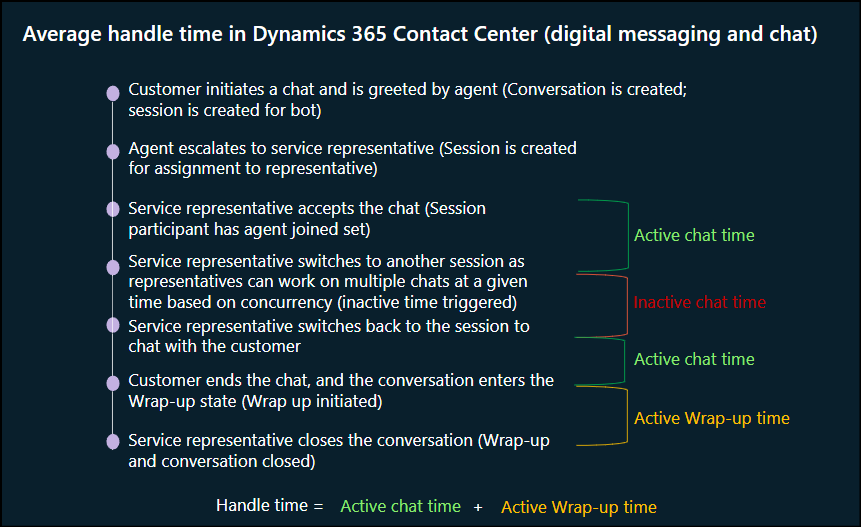 Average handle time in Dynamics 365 Contact Center (digital messaging and chat)
Customer initiates a chat and is greeted by agent (Conversation is created;
session is created for bot)
Agent escalates to service representative (Session is created
for assignment to representative)
Service representative accepts the chat (Session
participant has agent joined set)
Active chat time
Service representative switches to another session as
representatives can work on multiple chats at a given
time based on concurrency (inactive time triggered)
Inactive chat time
Service representative switches back to the session to
chat with the customer
Active chat time
Customer ends the chat, and the conversation enters the
Wrap-up state (Wrap up initiated)
Active Wrap-up time
Service representative closes the conversation (Wrap-up
and conversation closed)
Handle time = Active chat time + Active Wrap-up time